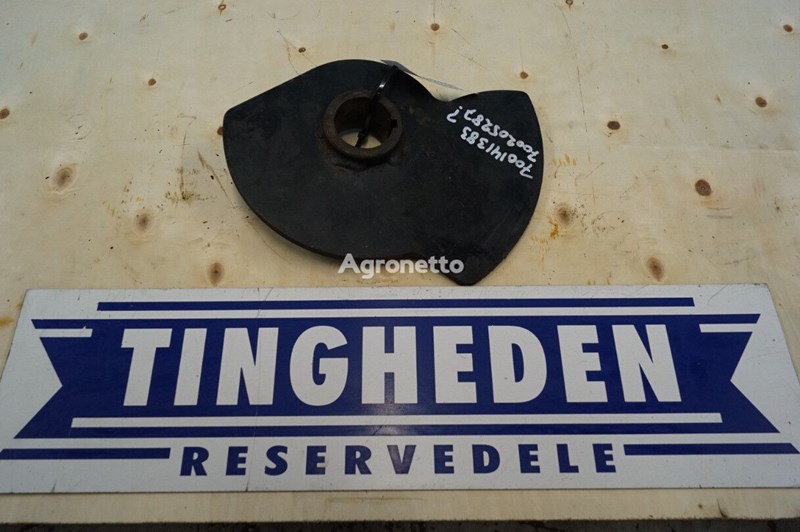 700141383 ?
700205287 !
Agronetto
TINGHEDEN
RESERVEDELE